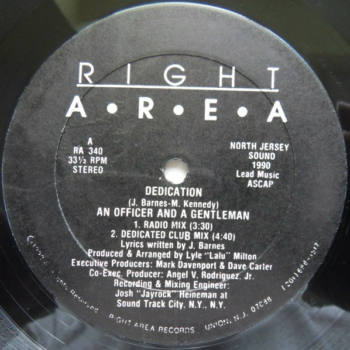 RIGHT
A•R•E•A
A
RA 340
33⅓ RPM
STEREO
NORTH JERSEY
SOUND
1990
Lead Music
ASCAP
DEDICATION
(J. Barnes-M. Kennedy)
AN OFFICER AND A GENTLEMAN
1. RADIO MIX (3:30)
2. DEDICATED CLUB MIX (4:40)
Lyrics written by J. Barnes
Produced & Arranged by Lyle "Lalu" Milton
Executive Producers: Mark Davenport & Dave Carter
Co-Exec. Producer: Angel V. Rodriquez, Jr.
Recording & Mixing Engineer:
Josh "Jayrock" Heineman at
Sound Track City, N.Y., N.Y.
RIGHT AREA RECORDS UNION, N.J. 07083